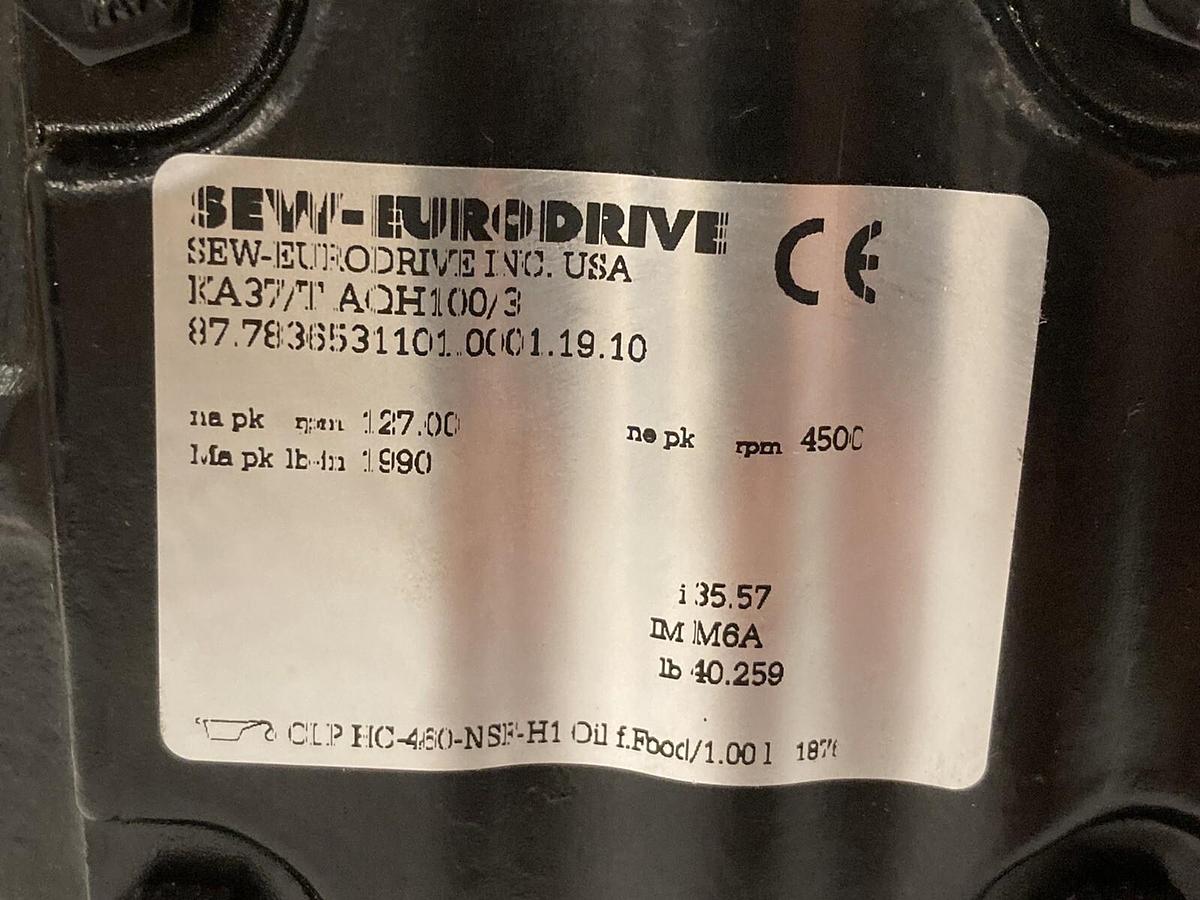 SEW-EURODRIVE
CE
SEW-EURODRIVE INC. USA
KA37/T AQH100/3
87.7836531101.0001.19.10
na pk rpm 127.00
ne pk rpm 4500
Ma pk lb-in 1990
i 35.57
IM M6A
lb 40.259
CLP HC-460-NSF-H1 Oil f.Food/1.00 l